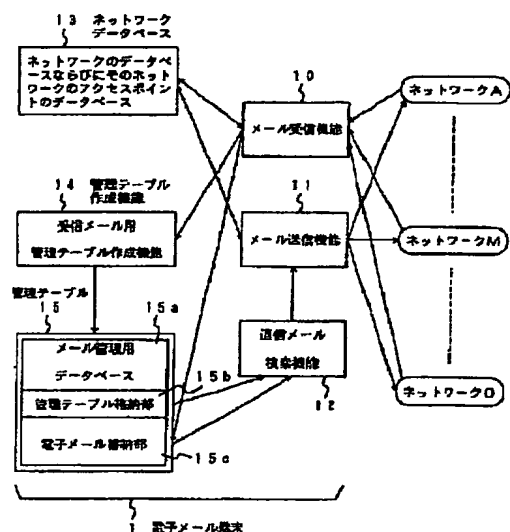 13 ネットワーク
データベース
ネットワークのデータベ
ースならびにそのネット
ワークのアクセスポイン
トのデータベース
10
メール受信機能
ネットワークA
14 管理テーブル
作成機能
受信メール用
管理テーブル作成機能
11
メール送信機能
ネットワークM
管理テーブル
15
15a
メール管理用
データベース
15b
管理テーブル格納部
電子メール蓄納部
15c
返信メール
検索機能
12
ネットワークO
1 電子メール端末